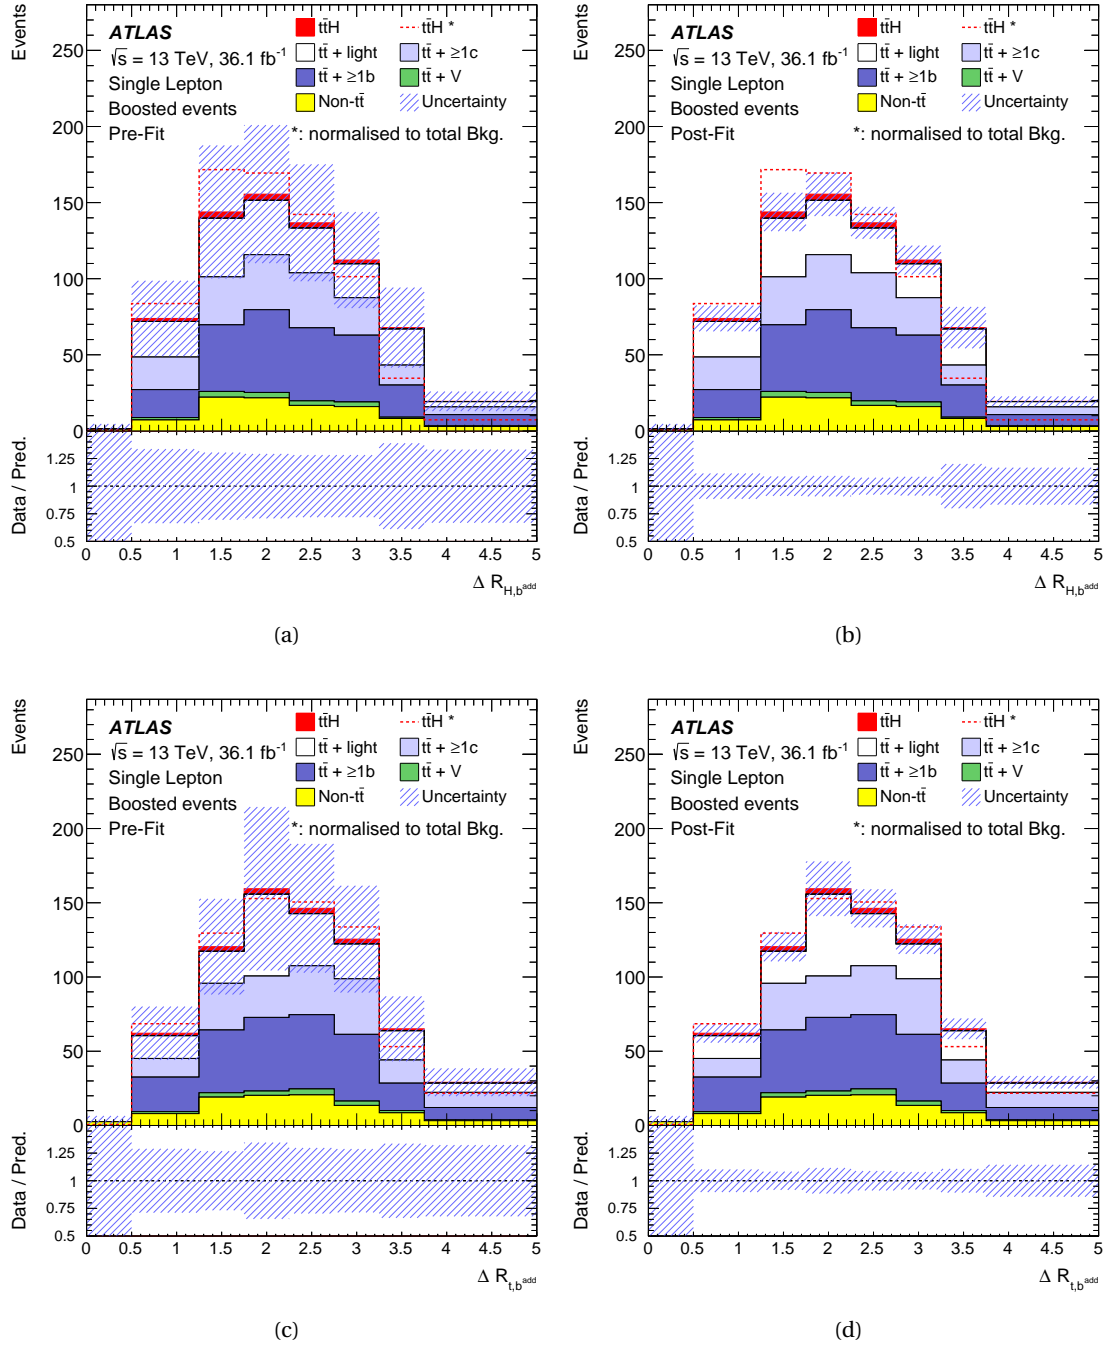 Events
250
200
150
100
50
0
ATLAS
√s = 13 TeV, 36.1 fb⁻¹
Single Lepton
Boosted events
Pre-Fit
tt̄H
tt̄H *
tt̄ + light
tt̄ + ≥1c
tt̄ + ≥1b
tt̄ + V
Non-tt̄
Uncertainty
*: normalised to total Bkg.
Data / Pred.
1.25
1
0.75
0.5
0 0.5 1 1.5 2 2.5 3 3.5 4 4.5 5
Δ R_{H,b^{add}}
(a)
Events
250
200
150
100
50
0
ATLAS
√s = 13 TeV, 36.1 fb⁻¹
Single Lepton
Boosted events
Post-Fit
tt̄H
tt̄H *
tt̄ + light
tt̄ + ≥1c
tt̄ + ≥1b
tt̄ + V
Non-tt̄
Uncertainty
*: normalised to total Bkg.
Data / Pred.
1.25
1
0.75
0.5
0 0.5 1 1.5 2 2.5 3 3.5 4 4.5 5
Δ R_{H,b^{add}}
(b)
Events
250
200
150
100
50
0
ATLAS
√s = 13 TeV, 36.1 fb⁻¹
Single Lepton
Boosted events
Pre-Fit
tt̄H
tt̄H *
tt̄ + light
tt̄ + ≥1c
tt̄ + ≥1b
tt̄ + V
Non-tt̄
Uncertainty
*: normalised to total Bkg.
Data / Pred.
1.25
1
0.75
0.5
0 0.5 1 1.5 2 2.5 3 3.5 4 4.5 5
Δ R_{t,b^{add}}
(c)
Events
250
200
150
100
50
0
ATLAS
√s = 13 TeV, 36.1 fb⁻¹
Single Lepton
Boosted events
Post-Fit
tt̄H
tt̄H *
tt̄ + light
tt̄ + ≥1c
tt̄ + ≥1b
tt̄ + V
Non-tt̄
Uncertainty
*: normalised to total Bkg.
Data / Pred.
1.25
1
0.75
0.5
0 0.5 1 1.5 2 2.5 3 3.5 4 4.5 5
Δ R_{t,b^{add}}
(d)